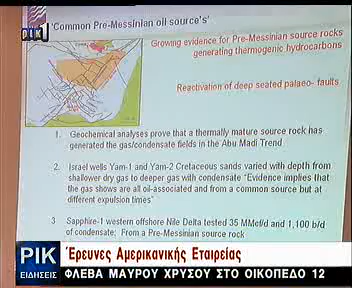 ΡΙΚ 1
'Common Pre-Messinian oil source's'
Growing evidence for Pre-Messinian source rocks
generating thermogenic hydrocarbons
Reactivation of deep seated palaeo- faults
1. Geochemical analyses prove that a thermally mature source rock has
generated the gas/condensate fields in the Abu Madi Trend
2. Israel wells Yam-1 and Yam-2 Cretaceous sands varied with depth from
shallower dry gas to deeper gas with condensate "Evidence implies that
the gas shows are all oil-associated and from a common source but at
different expulsion times"
3 Sapphire-1 western offshore Nile Delta tested 35 MMcf/d and 1,100 b/d
of condensate; From a Pre-Messinian source rock
ΡΙΚ Έρευνες Αμερικανικής Εταιρείας
ΕΙΔΗΣΕΙΣ ΦΛΕΒΑ ΜΑΥΡΟΥ ΧΡΥΣΟΥ ΣΤΟ ΟΙΚΟΠΕΔΟ 12